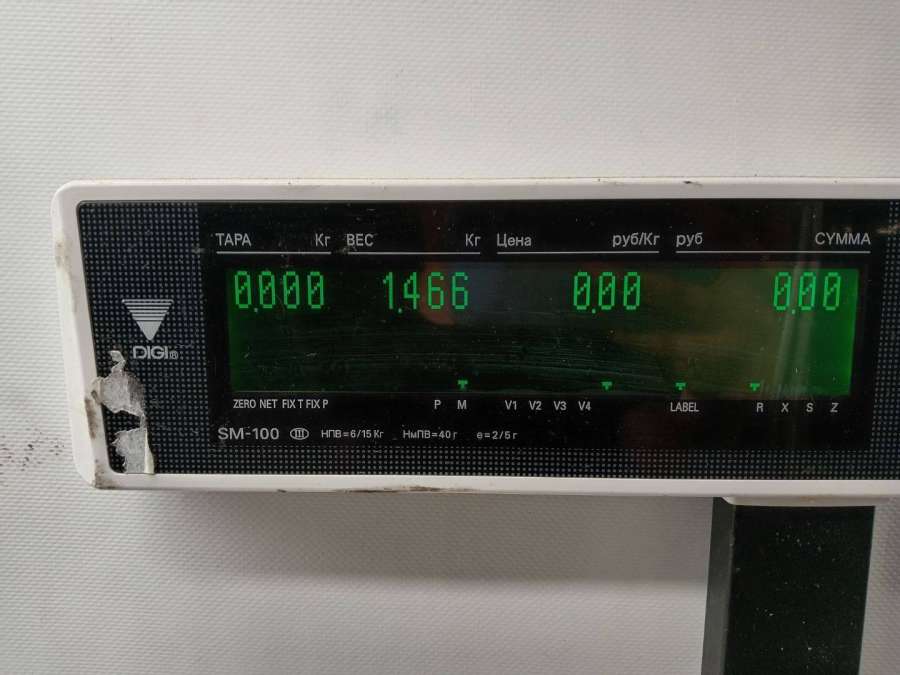 ТАРА Кг ВЕС Кг Цена руб/Кг руб СУММА
0.000 1.466 0.00 0.00
DIGI®
ZERO NET FIX T FIX P P M V1 V2 V3 V4 LABEL R X S Z
SM-100 III НПВ=6/15 Кг НмПВ=40 г e=2/5 г